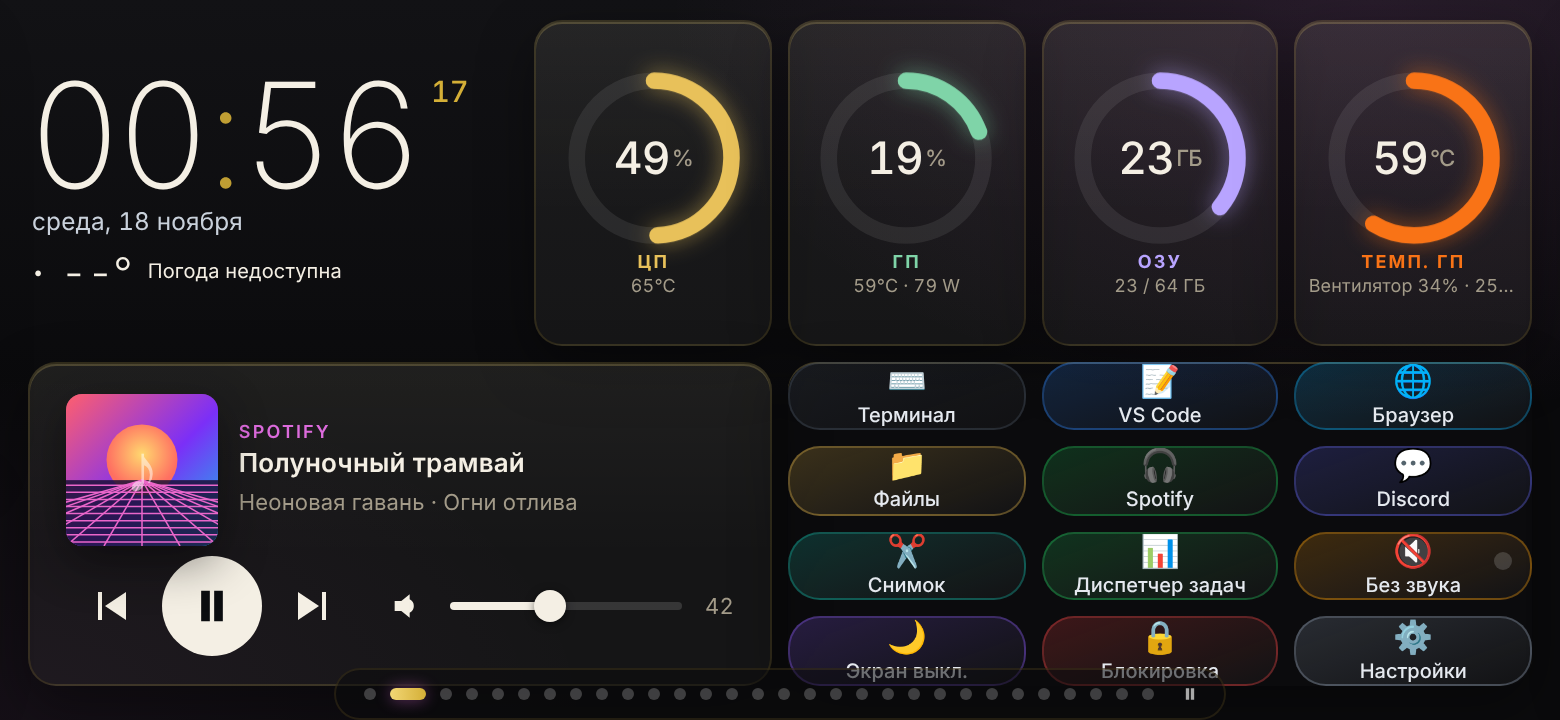 00:56 17
среда, 18 ноября
--° Погода недоступна
49%
ЦП
65°C
19%
ГП
59°C · 79 W
23 ГБ
ОЗУ
23 / 64 ГБ
59°C
ТЕМП. ГП
Вентилятор 34% · 25…
SPOTIFY
Полуночный трамвай
Неоновая гавань · Огни отлива
42
Терминал
VS Code
Браузер
Файлы
Spotify
Discord
Снимок
Диспетчер задач
Без звука
Экран выкл.
Блокировка
Настройки